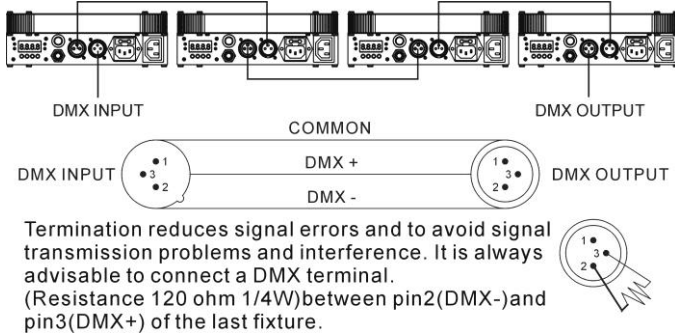 DMX INPUT
DMX OUTPUT
COMMON
DMX INPUT
1
3
2
DMX +
DMX -
1
3
2
DMX OUTPUT
Termination reduces signal errors and to avoid signal
transmission problems and interference. It is always
advisable to connect a DMX terminal.
(Resistance 120 ohm 1/4W)between pin2(DMX-)and
pin3(DMX+) of the last fixture.
1
3
2